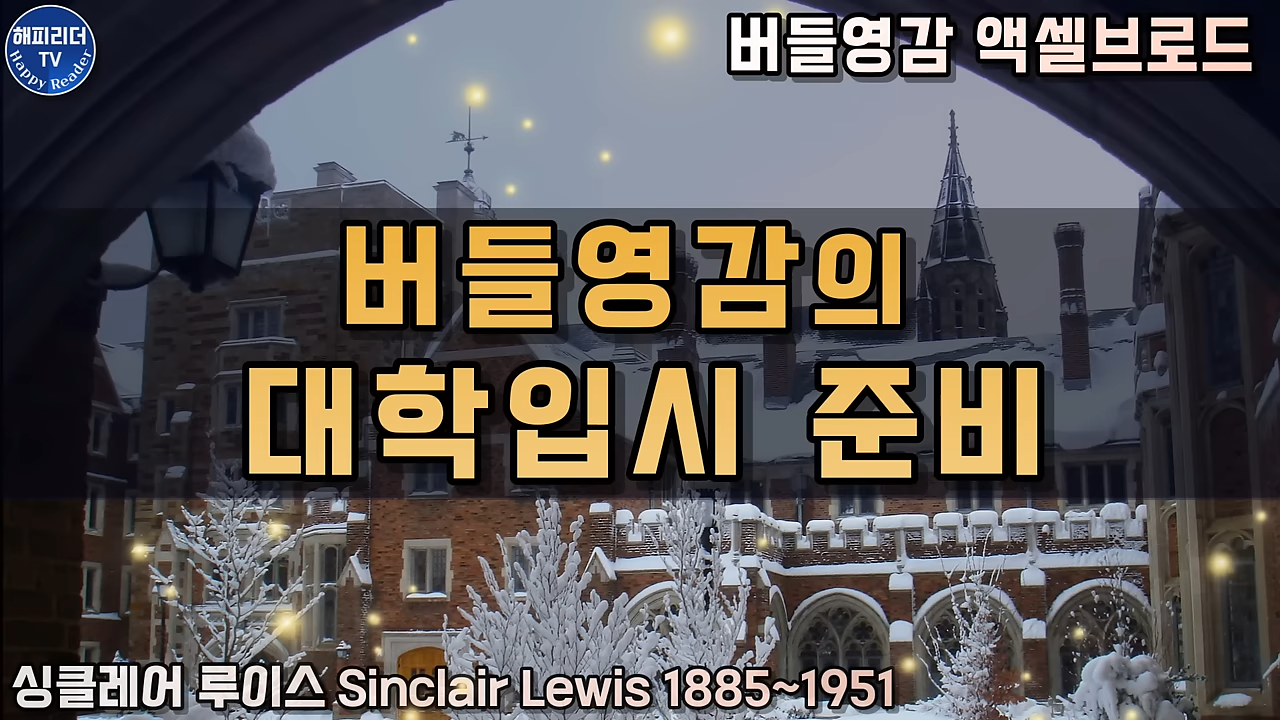 해피리더
TV
Happy Reader
버들영감 액셀브로드
버들영감의
대학입시 준비
싱클레어 루이스 Sinclair Lewis 1885~1951